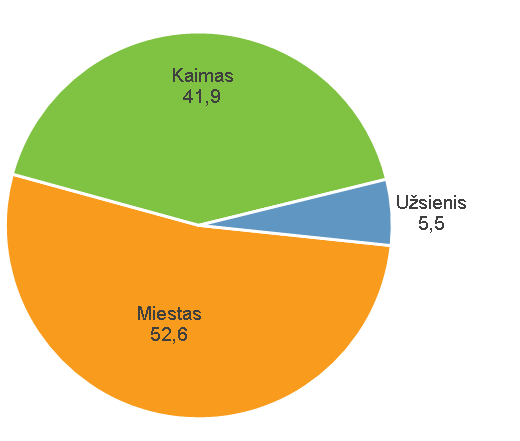 Kaimas
41,9
Užsienis
5,5
Miestas
52,6